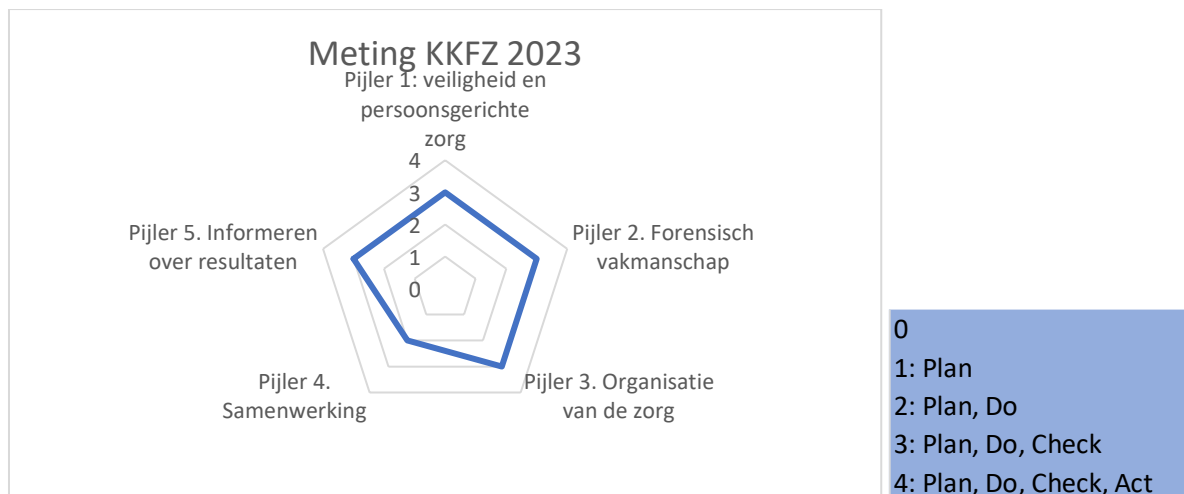 Meting KKFZ 2023
Pijler 1: veiligheid en
persoonsgerichte
zorg
4
3
2
1
0
Pijler 2. Forensisch
vakmanschap
Pijler 3. Organisatie
van de zorg
Pijler 4.
Samenwerking
Pijler 5. Informeren
over resultaten
0
1: Plan
2: Plan, Do
3: Plan, Do, Check
4: Plan, Do, Check, Act